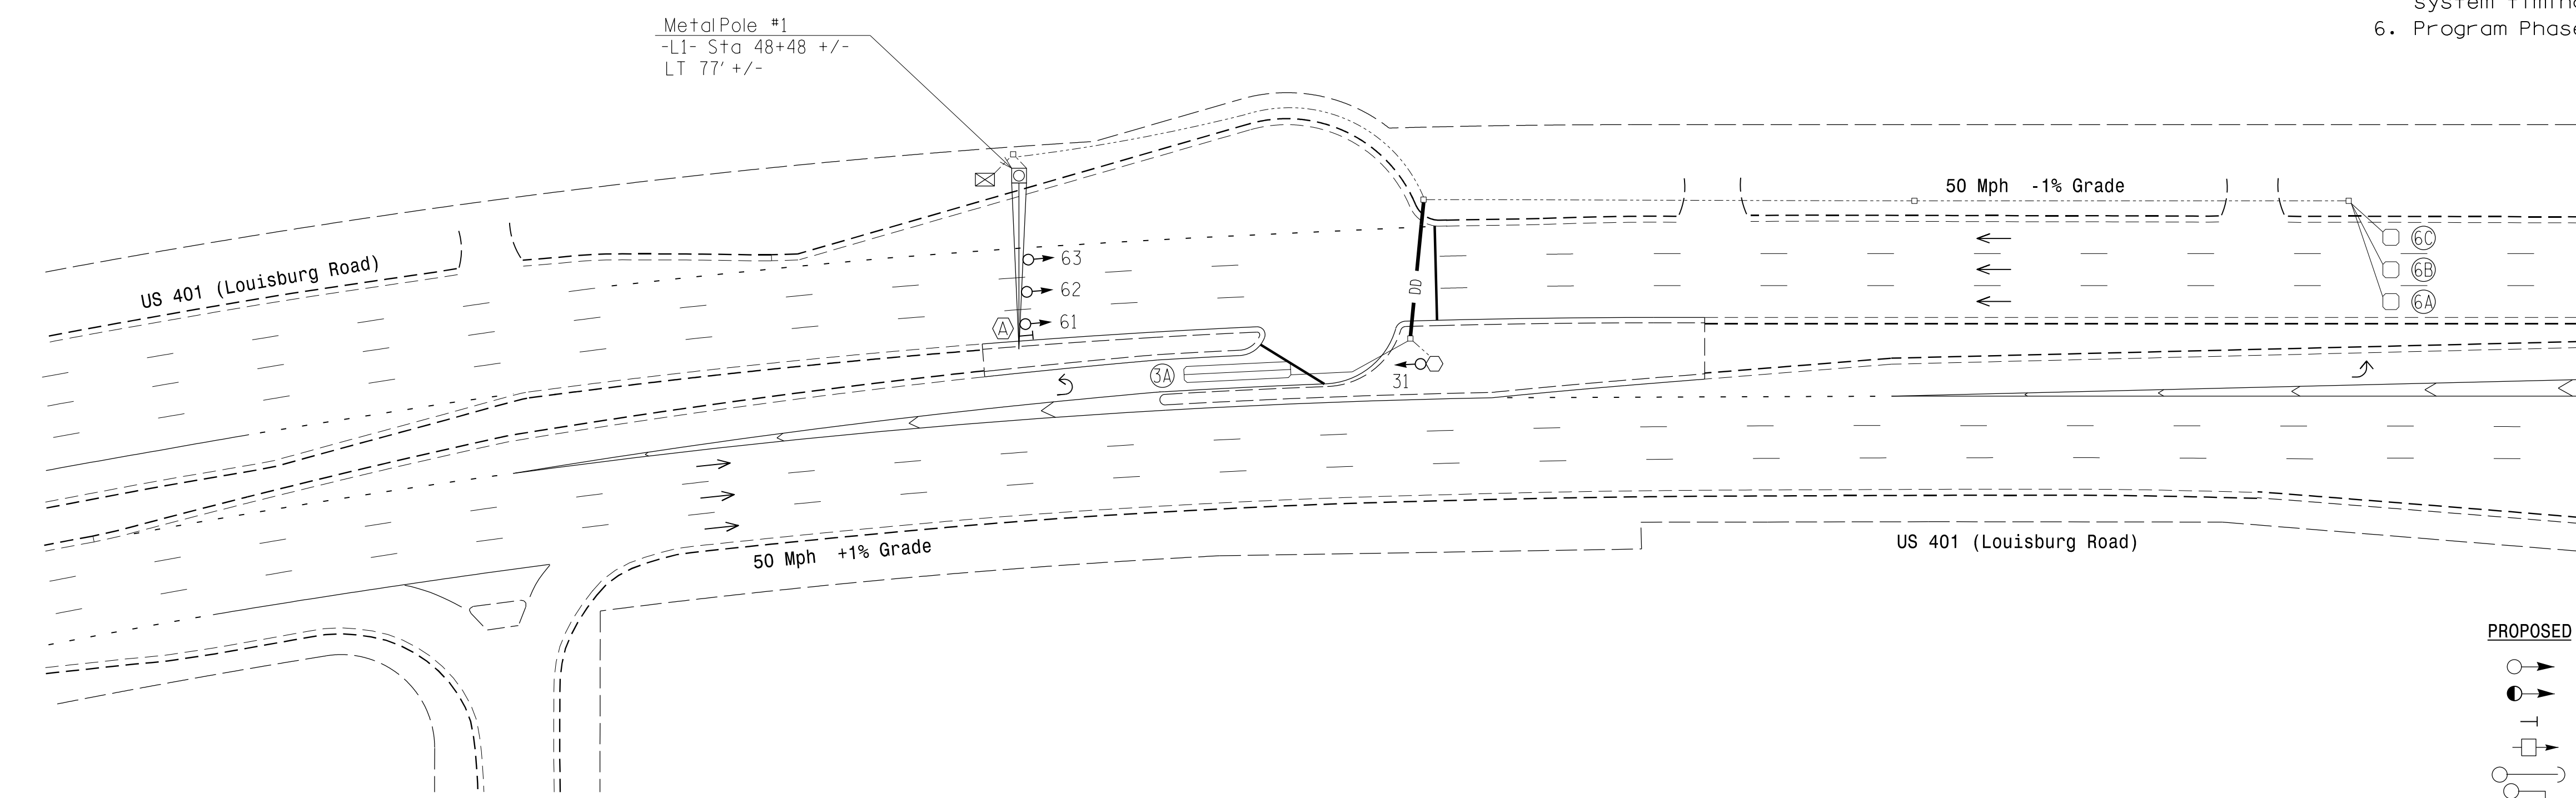 system timing
6. Program Phase
Metal Pole #1
-L1- Sta 48+48 +/-
LT 77' +/-
50 Mph -1% Grade
US 401 (Louisburg Road)
63
62
61
A
DD
6C
6B
6A
3A
31
50 Mph +1% Grade
US 401 (Louisburg Road)
PROPOSED